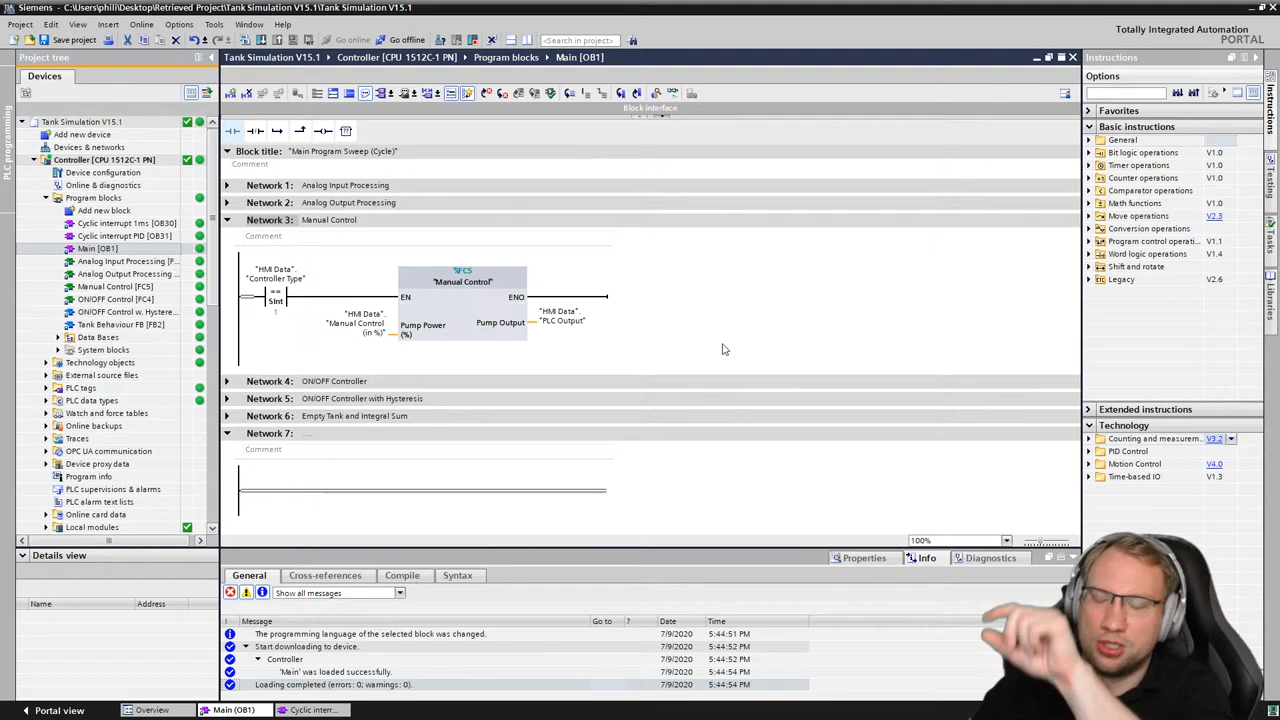 Siemens - C:\Users\phili\Desktop\Retrieved Project\Tank Simulation V15.1\Tank Simulation V15.1
Project Edit View Insert Online Options Tools Window Help
Totally Integrated Automation
PORTAL
Save project Go online Go offline <Search in project>
Project tree
Tank Simulation V15.1 Controller [CPU 1512C-1 PN] Program blocks Main [OB1]
Instructions
Devices
Options
PLC programming
Block interface
Tank Simulation V15.1
Add new device
Devices & networks
Controller [CPU 1512C-1 PN]
Device configuration
Online & diagnostics
Program blocks
Add new block
Cyclic interrupt 1ms [OB30]
Cyclic interrupt PID [OB31]
Main [OB1]
Analog Input Processing [F...
Analog Output Processing ...
Manual Control [FC5]
ON/OFF Control [FC4]
ON/OFF Control w. Hystere...
Tank Behaviour FB [FB2]
Data Bases
System blocks
Technology objects
External source files
PLC tags
PLC data types
Watch and force tables
Online backups
Traces
OPC UA communication
Device proxy data
Program info
PLC supervisions & alarms
PLC alarm text lists
Online card data
Local modules
Details view
Name Address
Block title: "Main Program Sweep (Cycle)"
Comment
Network 1: Analog Input Processing
Network 2: Analog Output Processing
Network 3: Manual Control
Comment
"HMI Data".
"Controller Type"
==
SInt
1
%FC5
"Manual Control"
EN ENO
"HMI Data".
"Manual Control
(in %)"
Pump Power
(%)
Pump Output
"HMI Data".
"PLC Output"
Network 4: ON/OFF Controller
Network 5: ON/OFF Controller with Hysteresis
Network 6: Empty Tank and Integral Sum
Network 7: .....
Comment
100%
Properties Info Diagnostics
General Cross-references Compile Syntax
Show all messages
! Message Go to ? Date Time
The programming language of the selected block was changed. 7/9/2020 5:44:51 PM
Start downloading to device. 7/9/2020 5:44:52 PM
Controller 7/9/2020 5:44:52 PM
'Main' was loaded successfully. 7/9/2020 5:44:54 PM
Loading completed (errors: 0; warnings: 0). 7/9/2020 5:44:54 PM
Favorites
Basic instructions
General
Bit logic operations V1.0
Timer operations V1.0
Counter operations V1.0
Comparator operations
Math functions V1.0
Move operations V2.3
Conversion operations
Program control operati... V1.1
Word logic operations V1.0
Shift and rotate
Legacy V2.6
Extended instructions
Technology
Counting and measurem... V3.2
PID Control
Motion Control V4.0
Time-based IO V1.3
Instructions
Testing
Tasks
Libraries
Portal view Overview Main (OB1) Cyclic interr...